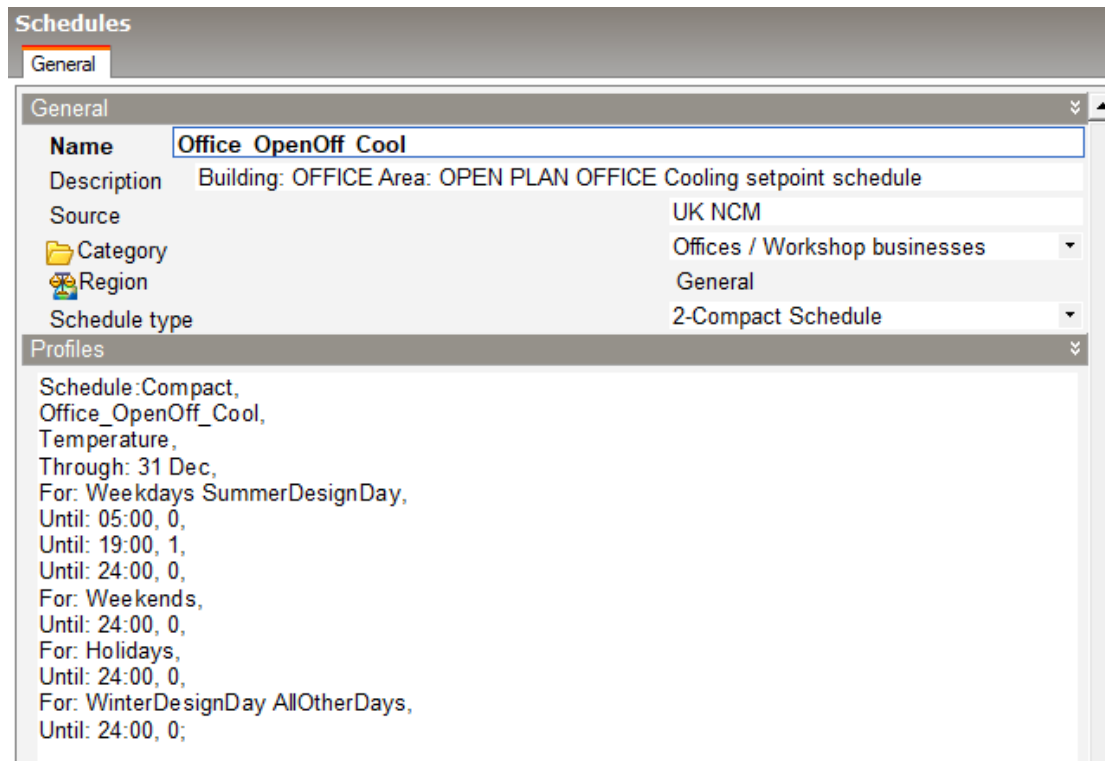 Schedules
General
General
Name Office_OpenOff_Cool
Description Building: OFFICE Area: OPEN PLAN OFFICE Cooling setpoint schedule
Source UK NCM
Category Offices / Workshop businesses
Region General
Schedule type 2-Compact Schedule
Profiles
Schedule:Compact,
Office_OpenOff_Cool,
Temperature,
Through: 31 Dec,
For: Weekdays SummerDesignDay,
Until: 05:00, 0,
Until: 19:00, 1,
Until: 24:00, 0,
For: Weekends,
Until: 24:00, 0,
For: Holidays,
Until: 24:00, 0,
For: WinterDesignDay AllOtherDays,
Until: 24:00, 0;